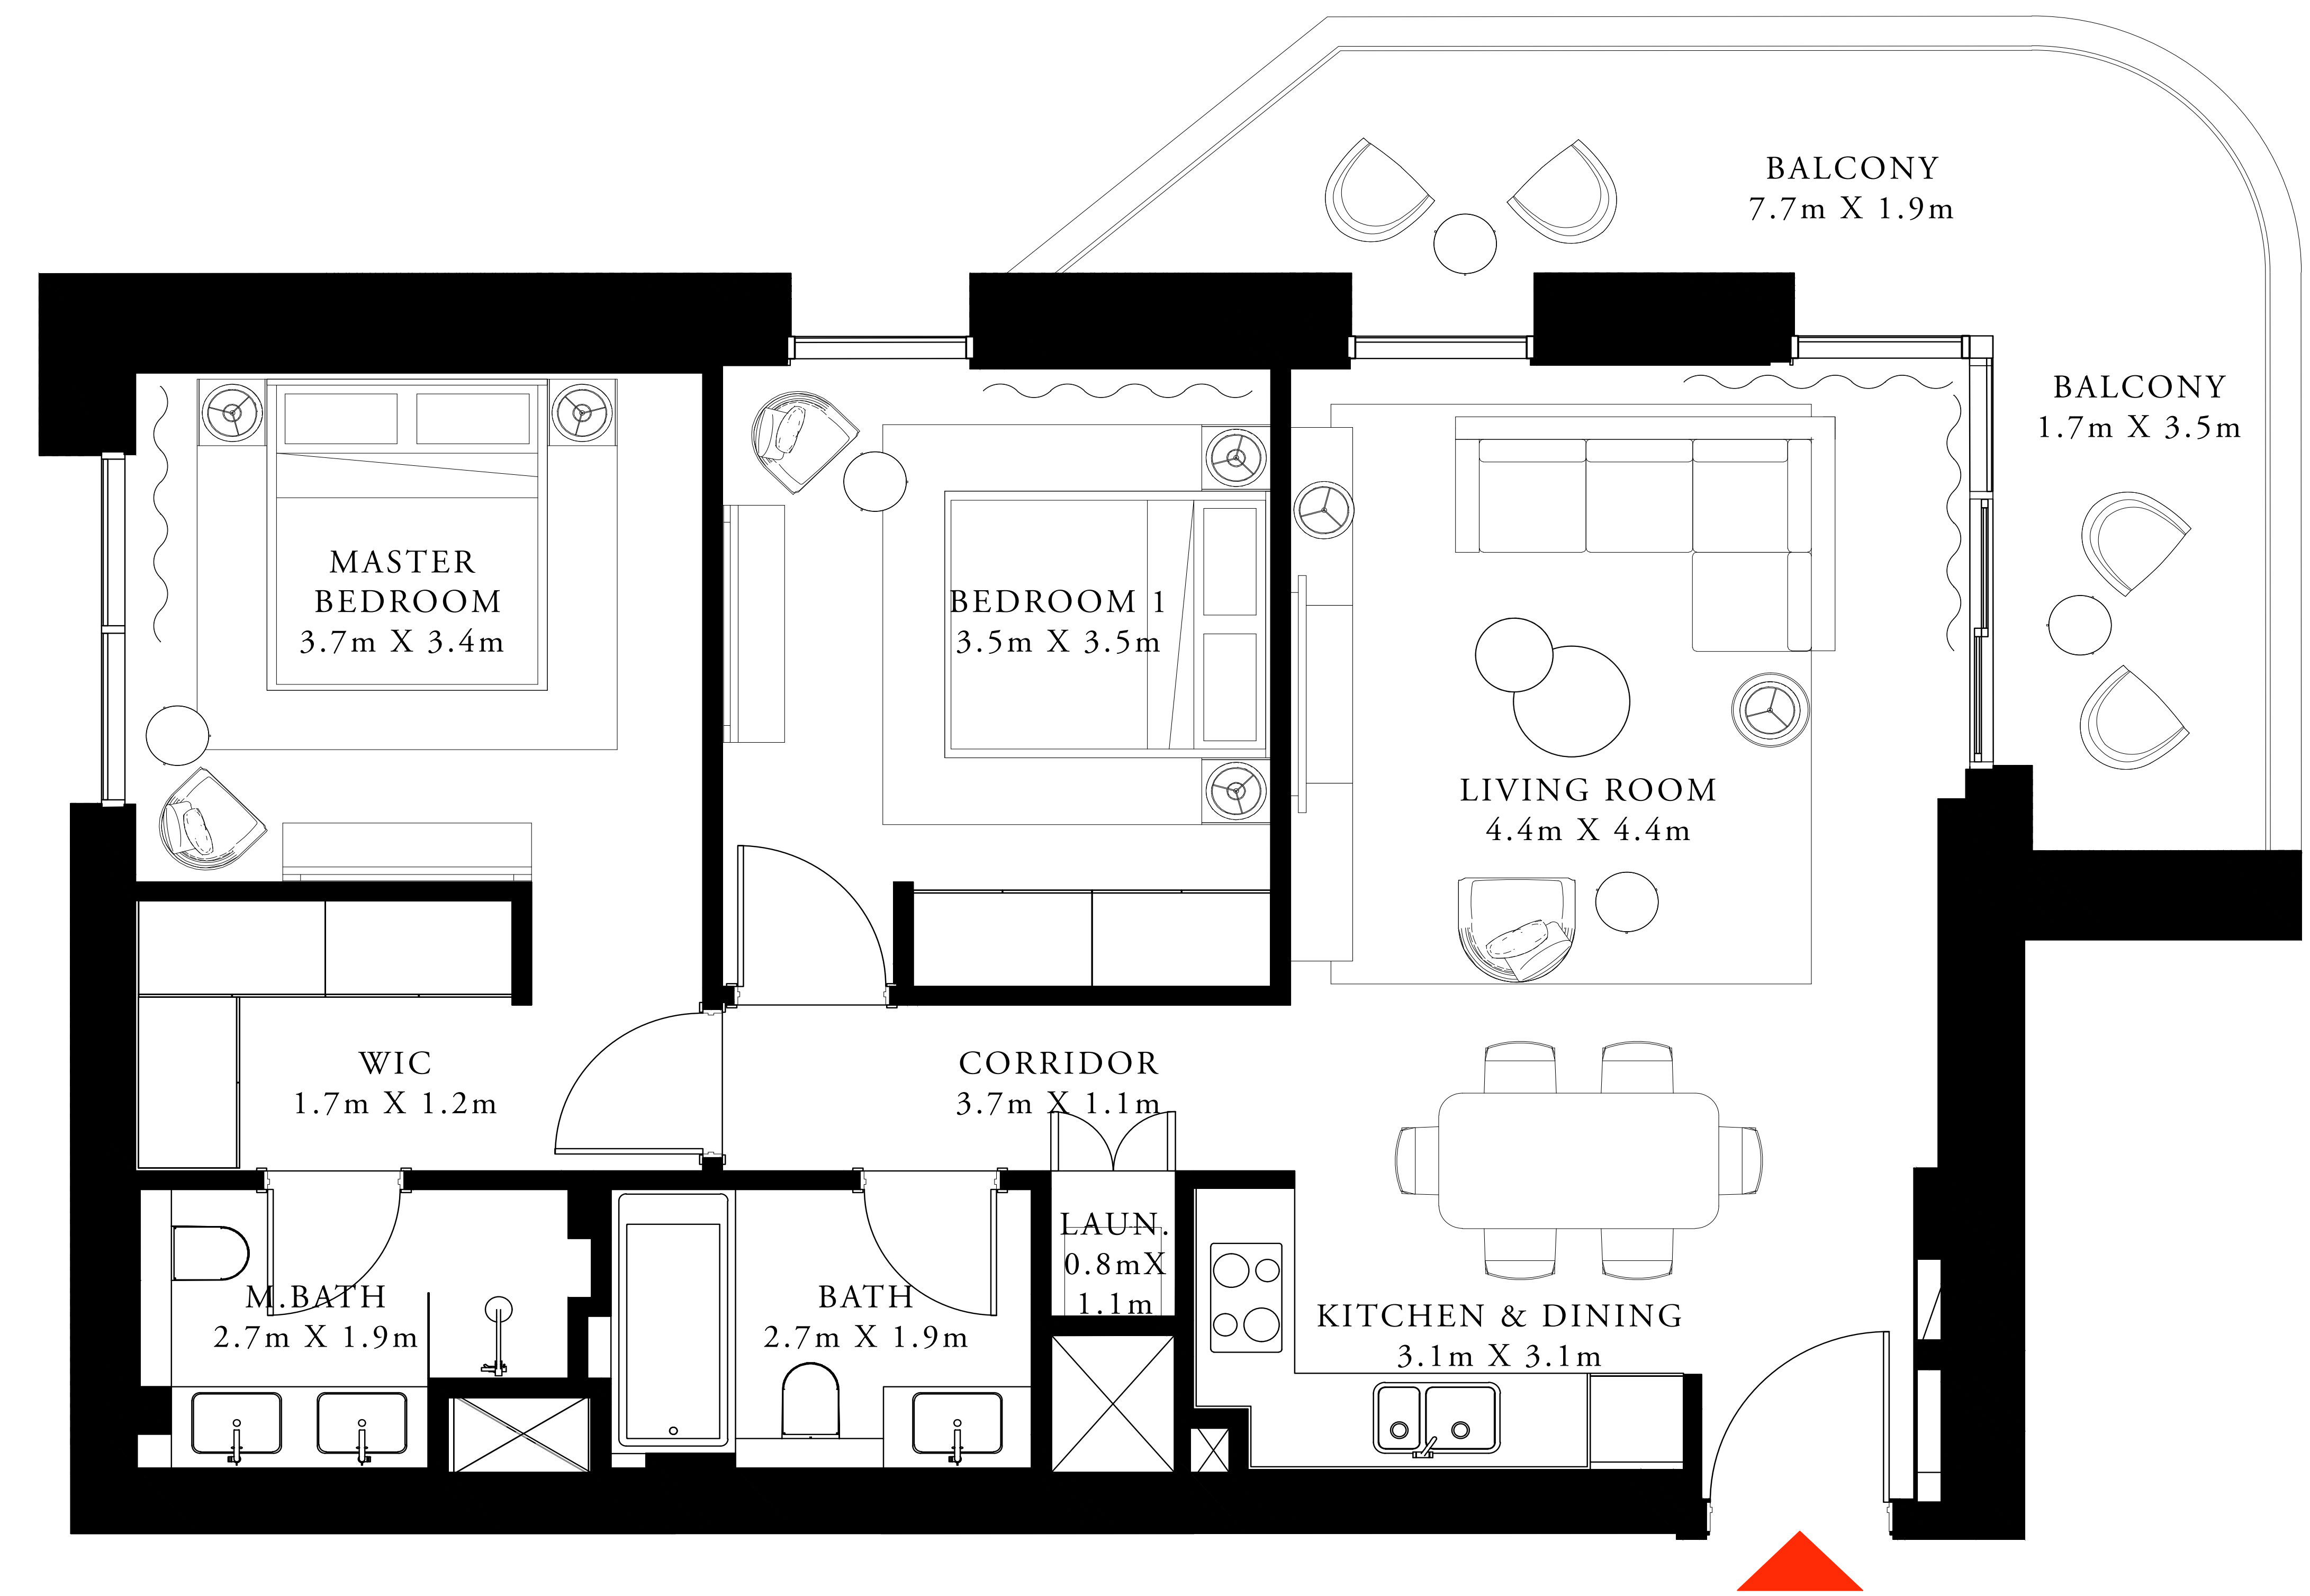 BALCONY
7.7m X 1.9m
BALCONY
1.7m X 3.5m
MASTER
BEDROOM
3.7m X 3.4m
BEDROOM 1
3.5m X 3.5m
LIVING ROOM
4.4m X 4.4m
WIC
1.7m X 1.2m
CORRIDOR
3.7m X 1.1m
LAUN.
0.8mX
1.1m
M.BATH
2.7m X 1.9m
BATH
2.7m X 1.9m
KITCHEN & DINING
3.1m X 3.1m